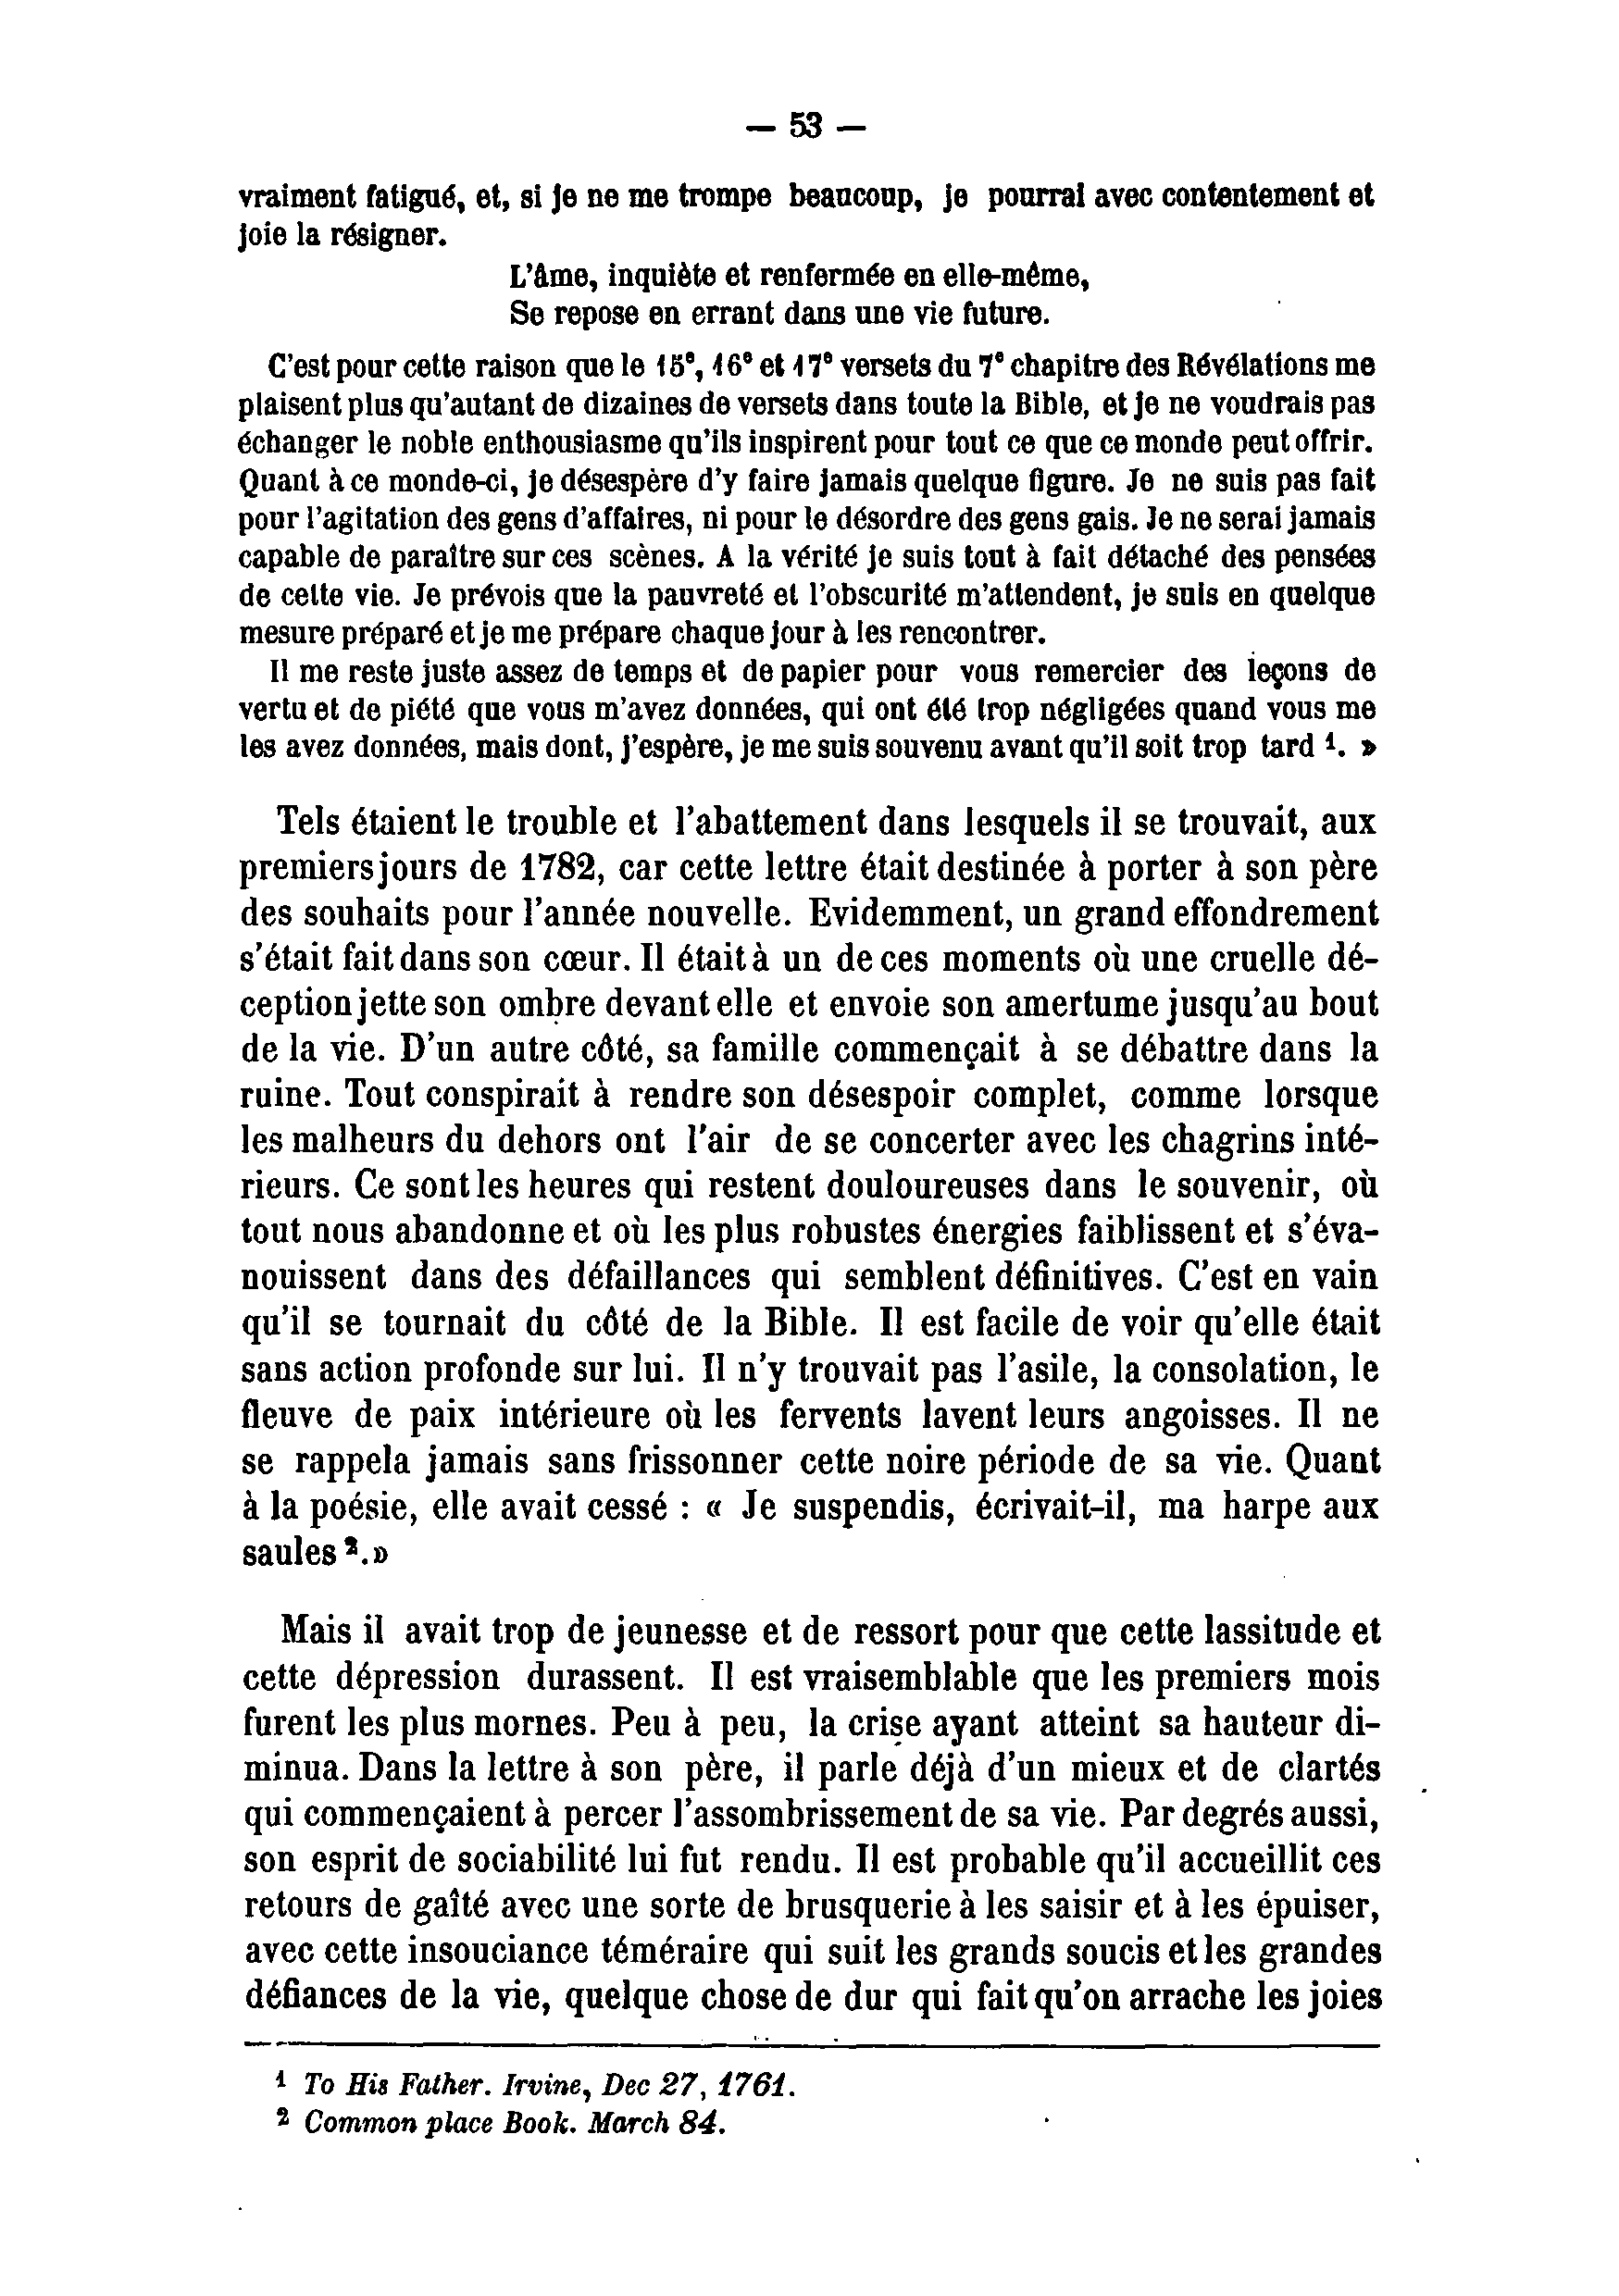 — 53 —
vraiment fatigué, et, si je ne me trompe beaucoup, je pourrai avec contentement et
joie la résigner.
L'âme, inquiète et renfermée en elle-même,
Se repose en errant dans une vie future.
C'est pour cette raison que le 15e, 16e et 17e versets du 7e chapitre des Révélations me
plaisent plus qu'autant de dizaines de versets dans toute la Bible, et je ne voudrais pas
échanger le noble enthousiasme qu'ils inspirent pour tout ce que ce monde peut offrir.
Quant à ce monde-ci, je désespère d'y faire jamais quelque figure. Je ne suis pas fait
pour l'agitation des gens d'affaires, ni pour le désordre des gens gais. Je ne serai jamais
capable de paraître sur ces scènes. A la vérité je suis tout à fait détaché des pensées
de cette vie. Je prévois que la pauvreté et l'obscurité m'attendent, je suis en quelque
mesure préparé et je me prépare chaque jour à les rencontrer.
Il me reste juste assez de temps et de papier pour vous remercier des leçons de
vertu et de piété que vous m'avez données, qui ont été trop négligées quand vous me
les avez données, mais dont, j'espère, je me suis souvenu avant qu'il soit trop tard ¹. »
Tels étaient le trouble et l'abattement dans lesquels il se trouvait, aux
premiers jours de 1782, car cette lettre était destinée à porter à son père
des souhaits pour l'année nouvelle. Evidemment, un grand effondrement
s'était fait dans son cœur. Il était à un de ces moments où une cruelle dé-
ception jette son ombre devant elle et envoie son amertume jusqu'au bout
de la vie. D'un autre côté, sa famille commençait à se débattre dans la
ruine. Tout conspirait à rendre son désespoir complet, comme lorsque
les malheurs du dehors ont l'air de se concerter avec les chagrins inté-
rieurs. Ce sont les heures qui restent douloureuses dans le souvenir, où
tout nous abandonne et où les plus robustes énergies faiblissent et s'éva-
nouissent dans des défaillances qui semblent définitives. C'est en vain
qu'il se tournait du côté de la Bible. Il est facile de voir qu'elle était
sans action profonde sur lui. Il n'y trouvait pas l'asile, la consolation, le
fleuve de paix intérieure où les fervents lavent leurs angoisses. Il ne
se rappela jamais sans frissonner cette noire période de sa vie. Quant
à la poésie, elle avait cessé : « Je suspendis, écrivait-il, ma harpe aux
saules ².»
Mais il avait trop de jeunesse et de ressort pour que cette lassitude et
cette dépression durassent. Il est vraisemblable que les premiers mois
furent les plus mornes. Peu à peu, la crise ayant atteint sa hauteur di-
minua. Dans la lettre à son père, il parle déjà d'un mieux et de clartés
qui commençaient à percer l'assombrissement de sa vie. Par degrés aussi,
son esprit de sociabilité lui fut rendu. Il est probable qu'il accueillit ces
retours de gaîté avec une sorte de brusquerie à les saisir et à les épuiser,
avec cette insouciance téméraire qui suit les grands soucis et les grandes
défiances de la vie, quelque chose de dur qui fait qu'on arrache les joies
¹ To His Father. Irvine, Dec 27, 1761.
² Common place Book. March 84.